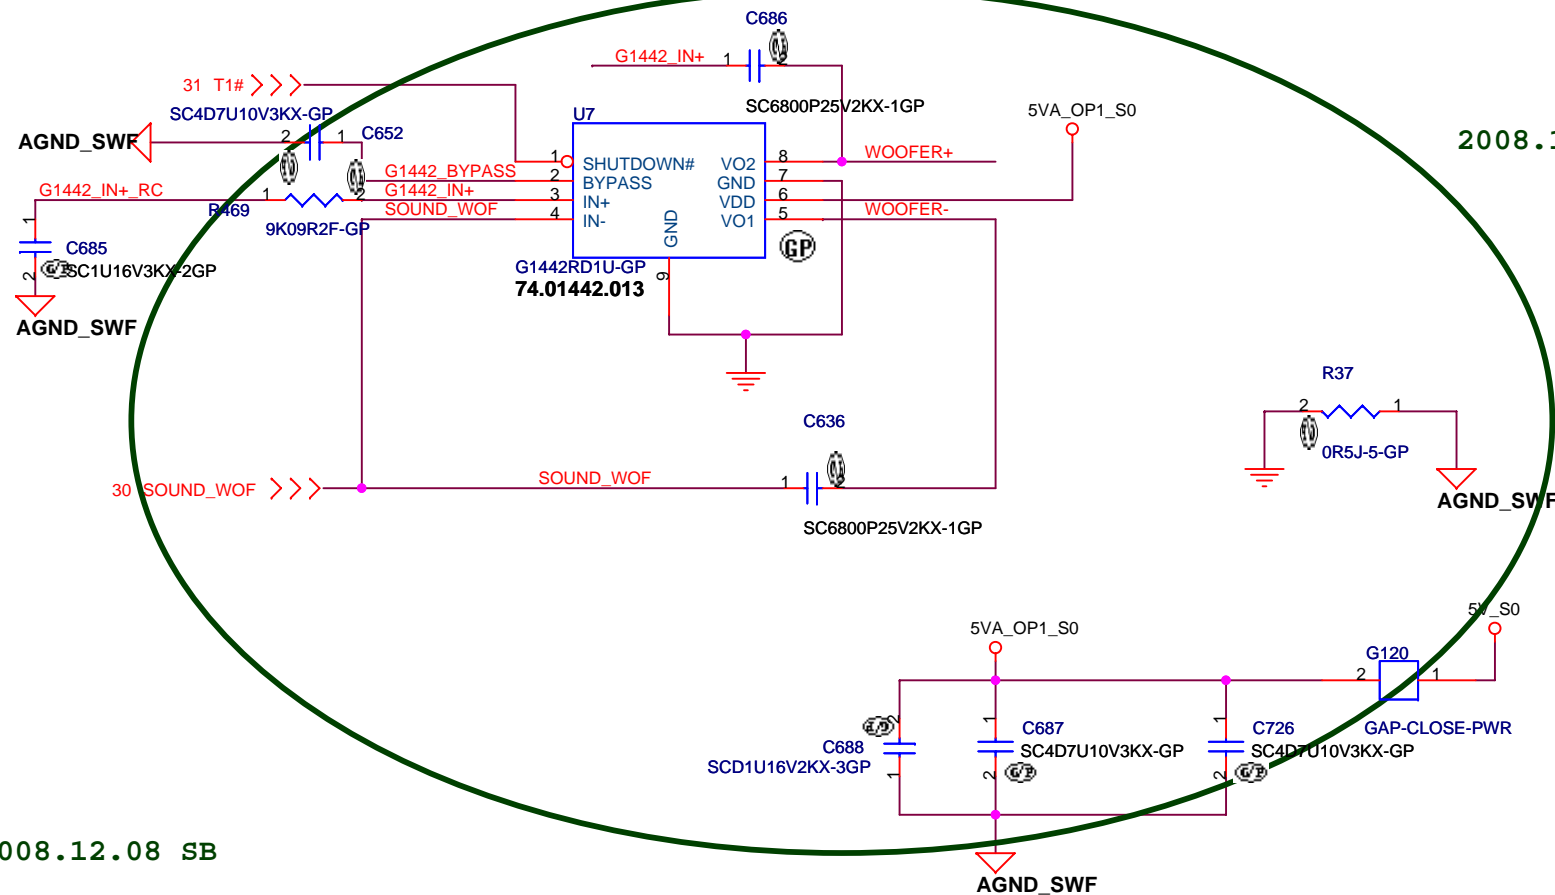 C686
G1442_IN+ 1 2
31 T1#
SC6800P25V2KX-1GP
5VA_OP1_S0
SC4D7U10V3KX-GP
U7
AGND_SWF
2 1 C652
2008.1
1 SHUTDOWN# VO2 8 WOOFER+
G1442_BYPASS 2 BYPASS GND 7
G1442_IN+_RC 1 2 G1442_IN+ 3 IN+ VDD 6
R469 SOUND_WOF 4 IN- VO1 5 WOOFER-
9K09R2F-GP
GND
GP
1
C685
2
G/P
SC1U16V3KX-2GP
G1442RD1U-GP
9
74.01442.013
AGND_SWF
R37
2 1
0R5J-5-GP
AGND_SWF
C636
30 SOUND_WOF
SOUND_WOF 1 2
SC6800P25V2KX-1GP
5V_S0
5VA_OP1_S0
G120
2 1
GAP-CLOSE-PWR
2
C688
SCD1U16V2KX-3GP
1
1
C687
SC4D7U10V3KX-GP
2
G/P
1
C726
SC4D7U10V3KX-GP
2
G/P
008.12.08 SB
AGND_SWF